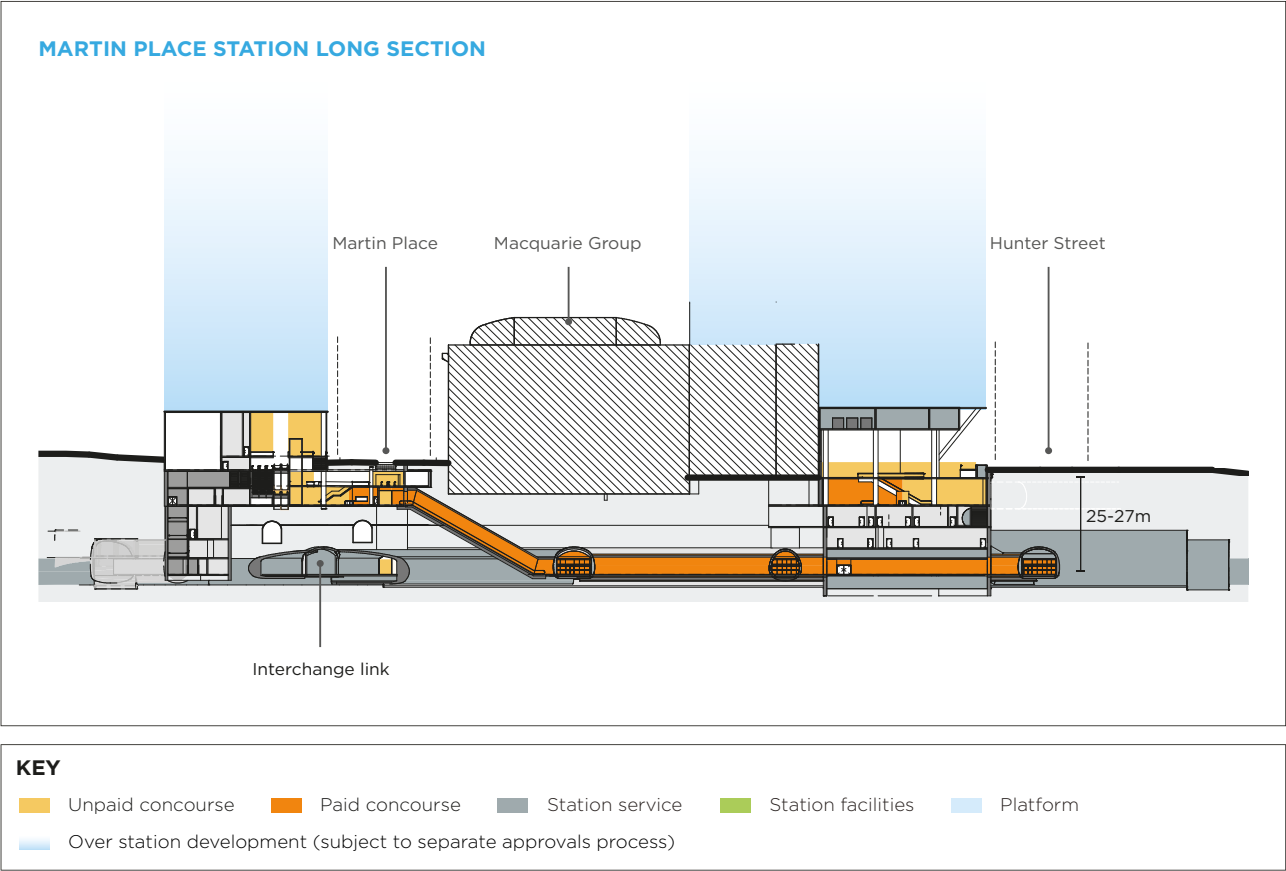 MARTIN PLACE STATION LONG SECTION
Martin Place
Macquarie Group
Hunter Street
25-27m
Interchange link
KEY
Unpaid concourse
Paid concourse
Station service
Station facilities
Platform
Over station development (subject to separate approvals process)